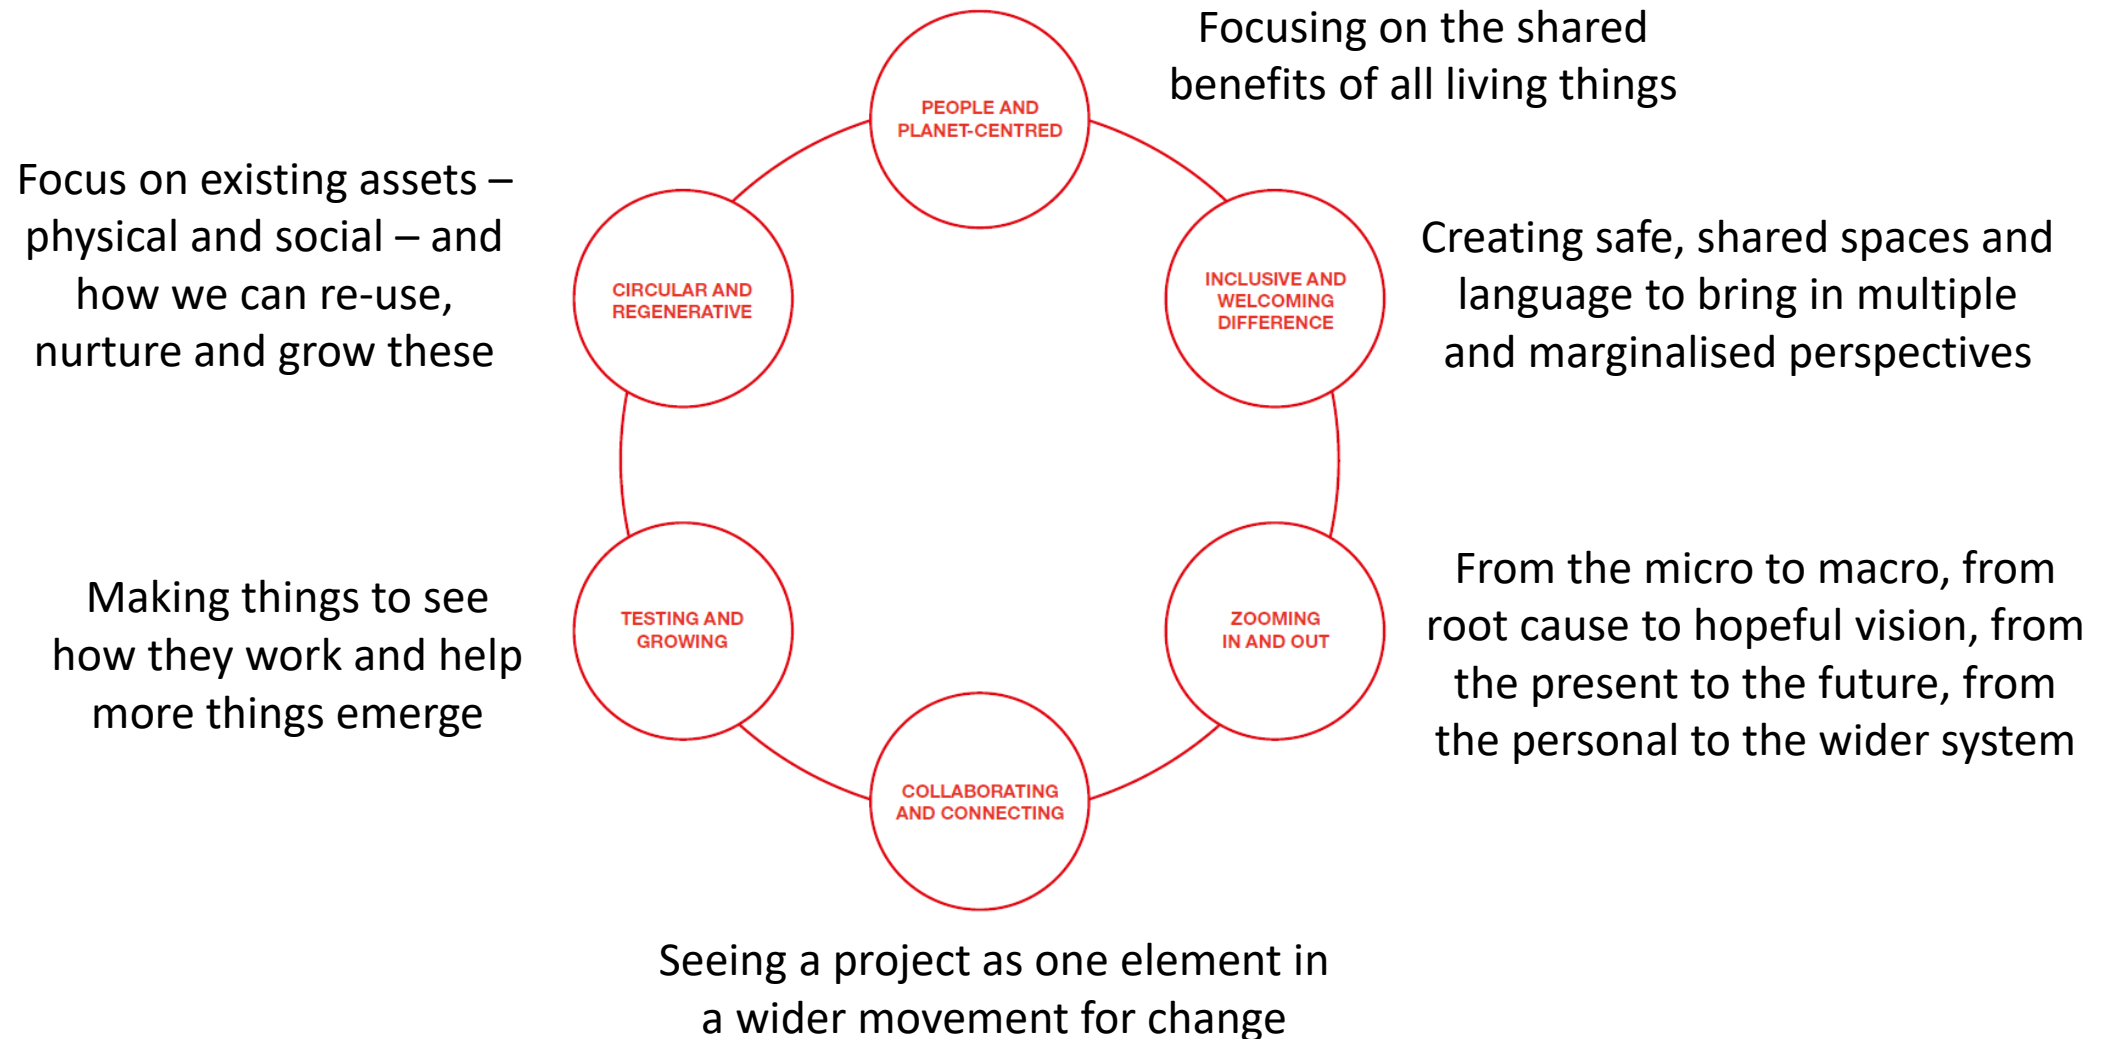 Focusing on the shared
benefits of all living things
PEOPLE AND
PLANET-CENTRED
Focus on existing assets –
physical and social – and
how we can re-use,
nurture and grow these
CIRCULAR AND
REGENERATIVE
INCLUSIVE AND
WELCOMING
DIFFERENCE
Creating safe, shared spaces and
language to bring in multiple
and marginalised perspectives
Making things to see
how they work and help
more things emerge
TESTING AND
GROWING
ZOOMING
IN AND OUT
From the micro to macro, from
root cause to hopeful vision, from
the present to the future, from
the personal to the wider system
COLLABORATING
AND CONNECTING
Seeing a project as one element in
a wider movement for change